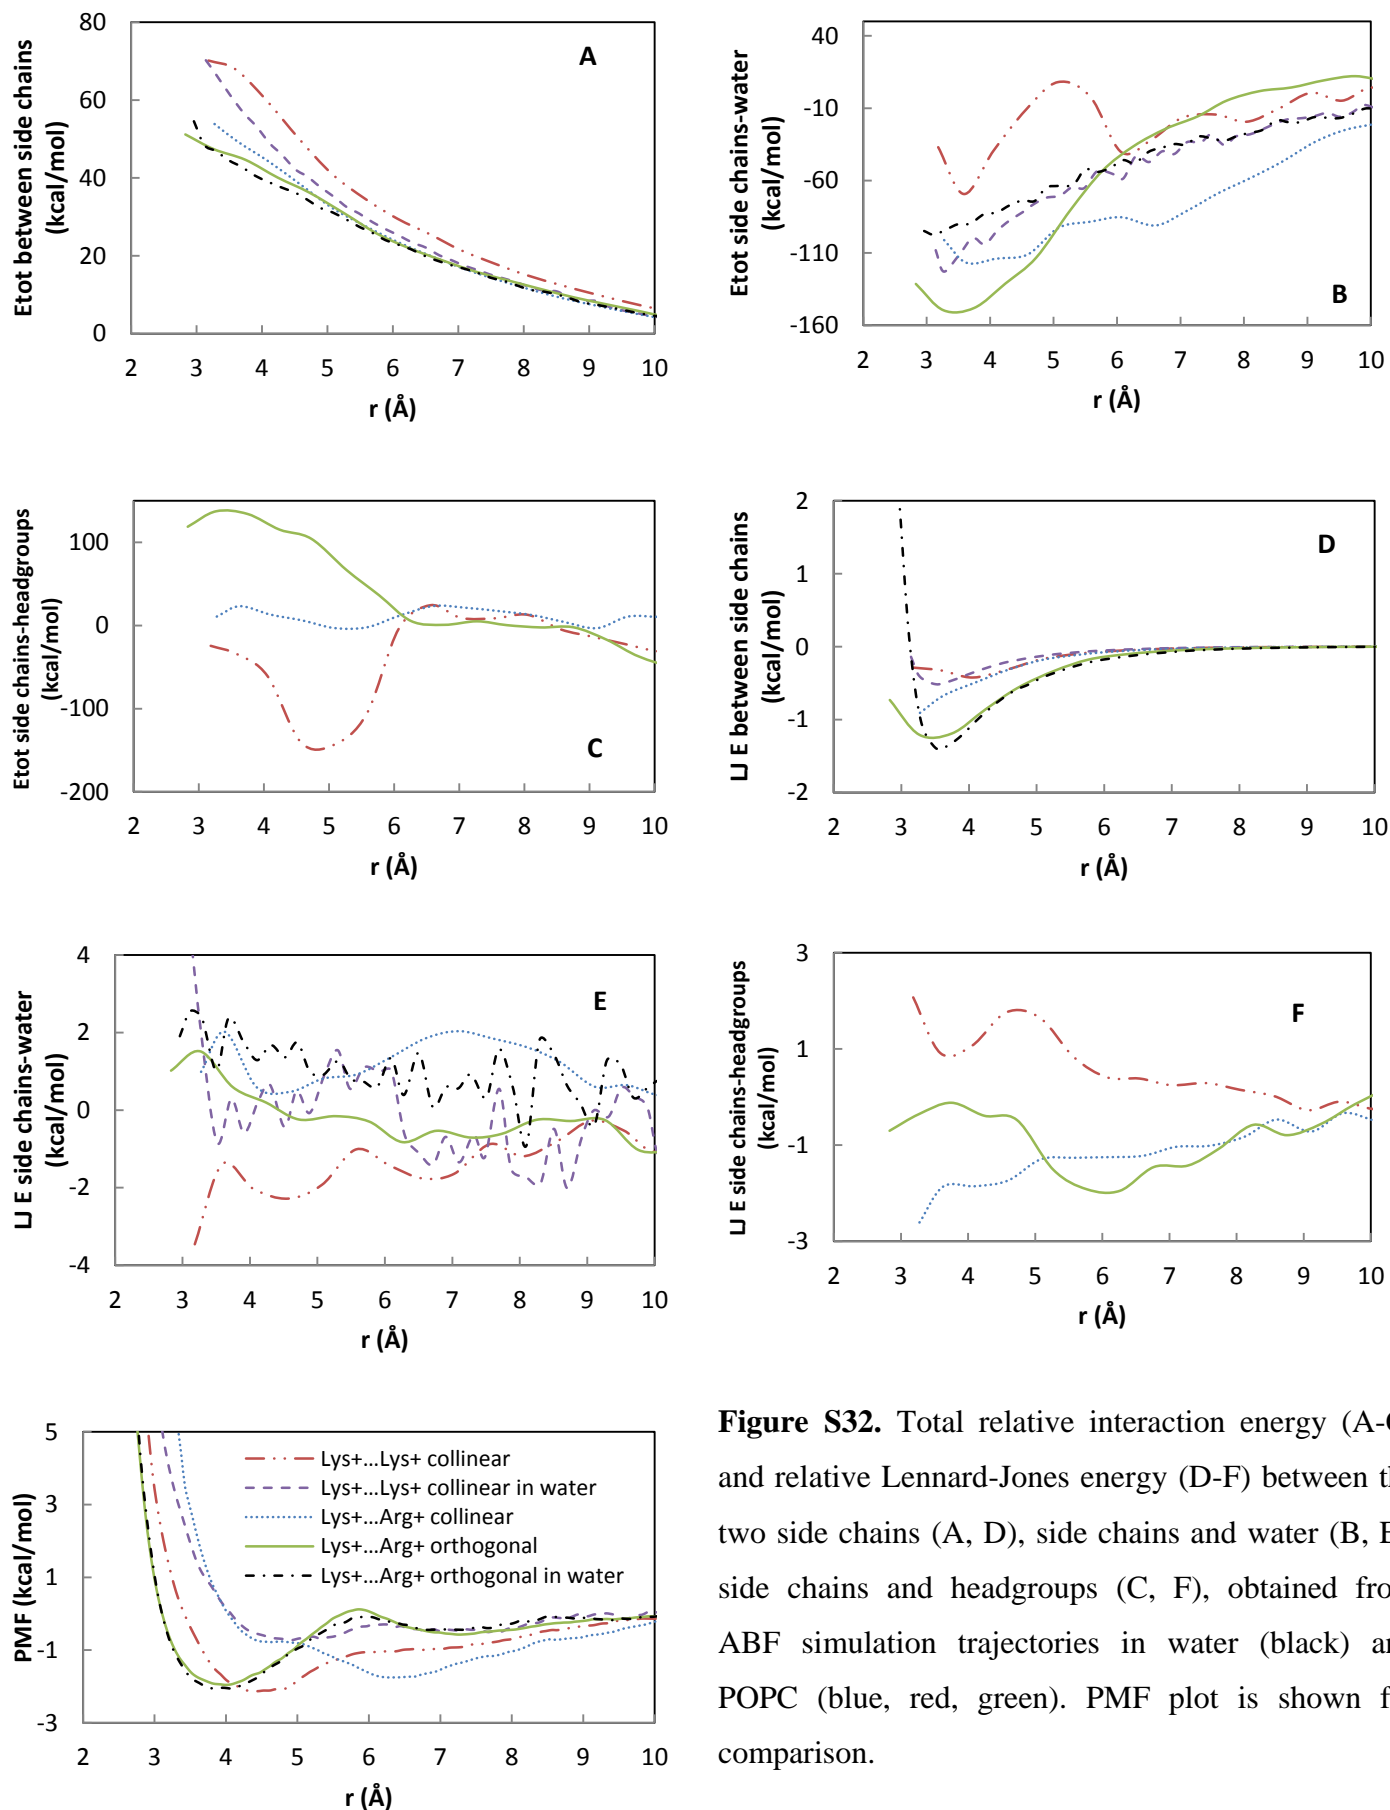 80
60
40
20
0
2 3 4 5 6 7 8 9 10
Etot between side chains
(kcal/mol)
r (Å)
A
40
-10
-60
-110
-160
2 3 4 5 6 7 8 9 10
Etot side chains-water
(kcal/mol)
r (Å)
B
100
0
-100
-200
2 3 4 5 6 7 8 9 10
Etot side chains-headgroups
(kcal/mol)
r (Å)
C
2
1
0
-1
-2
2 3 4 5 6 7 8 9 10
LJ E between side chains
(kcal/mol)
r (Å)
D
4
2
0
-2
-4
2 3 4 5 6 7 8 9 10
LJ E side chains-water
(kcal/mol)
r (Å)
E
3
1
-1
-3
2 3 4 5 6 7 8 9 10
LJ E side chains-headgroups
(kcal/mol)
r (Å)
F
5
3
1
-1
-3
2 3 4 5 6 7 8 9 10
PMF (kcal/mol)
r (Å)
Lys+...Lys+ collinear
Lys+...Lys+ collinear in water
Lys+...Arg+ collinear
Lys+...Arg+ orthogonal
Lys+...Arg+ orthogonal in water
Figure S32. Total relative interaction energy (A-
and relative Lennard-Jones energy (D-F) between th
two side chains (A, D), side chains and water (B, E
side chains and headgroups (C, F), obtained fro
ABF simulation trajectories in water (black) an
POPC (blue, red, green). PMF plot is shown f
comparison.